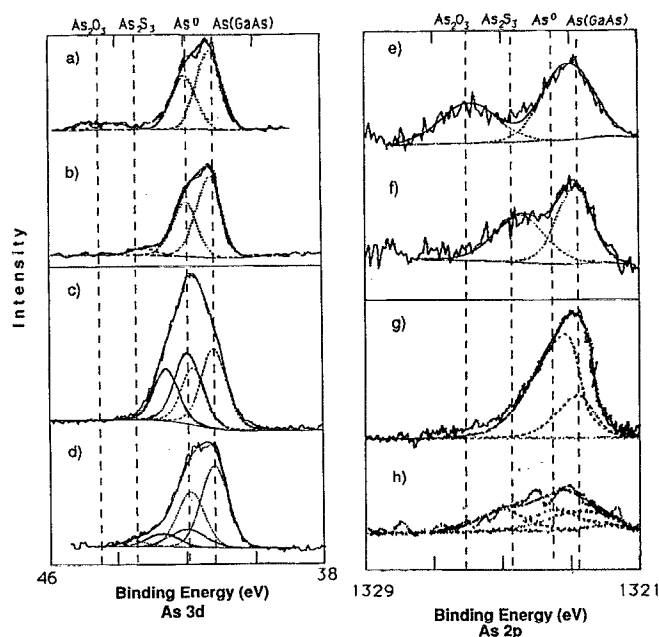 As₂O₃ As₂S₃ As⁰ As(GaAs)
a)
b)
c)
d)
Intensity
46 38
Binding Energy (eV)
As 3d
As₂O₃ As₂S₃ As⁰ As(GaAs)
e)
f)
g)
h)
1329 1321
Binding Energy (eV)
As 2p